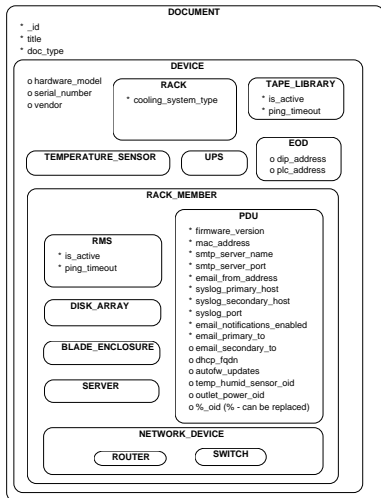 DOCUMENT
* _id
* title
* doc_type
DEVICE
o hardware_model
o serial_number
o vendor
RACK
* cooling_system_type
TAPE_LIBRARY
* is_active
* ping_timeout
TEMPERATURE_SENSOR
UPS
EOD
o dip_address
o plc_address
RACK_MEMBER
RMS
* is_active
* ping_timeout
DISK_ARRAY
BLADE_ENCLOSURE
SERVER
PDU
* firmware_version
* mac_address
* smtp_server_name
* smtp_server_port
* email_from_address
* syslog_primary_host
* syslog_secondary_host
* syslog_port
* email_notifications_enabled
* email_primary_to
o email_secondary_to
o dhcp_fqdn
o autofw_updates
o temp_humid_sensor_oid
o outlet_power_oid
o %_oid (% - can be replaced)
NETWORK_DEVICE
ROUTER
SWITCH